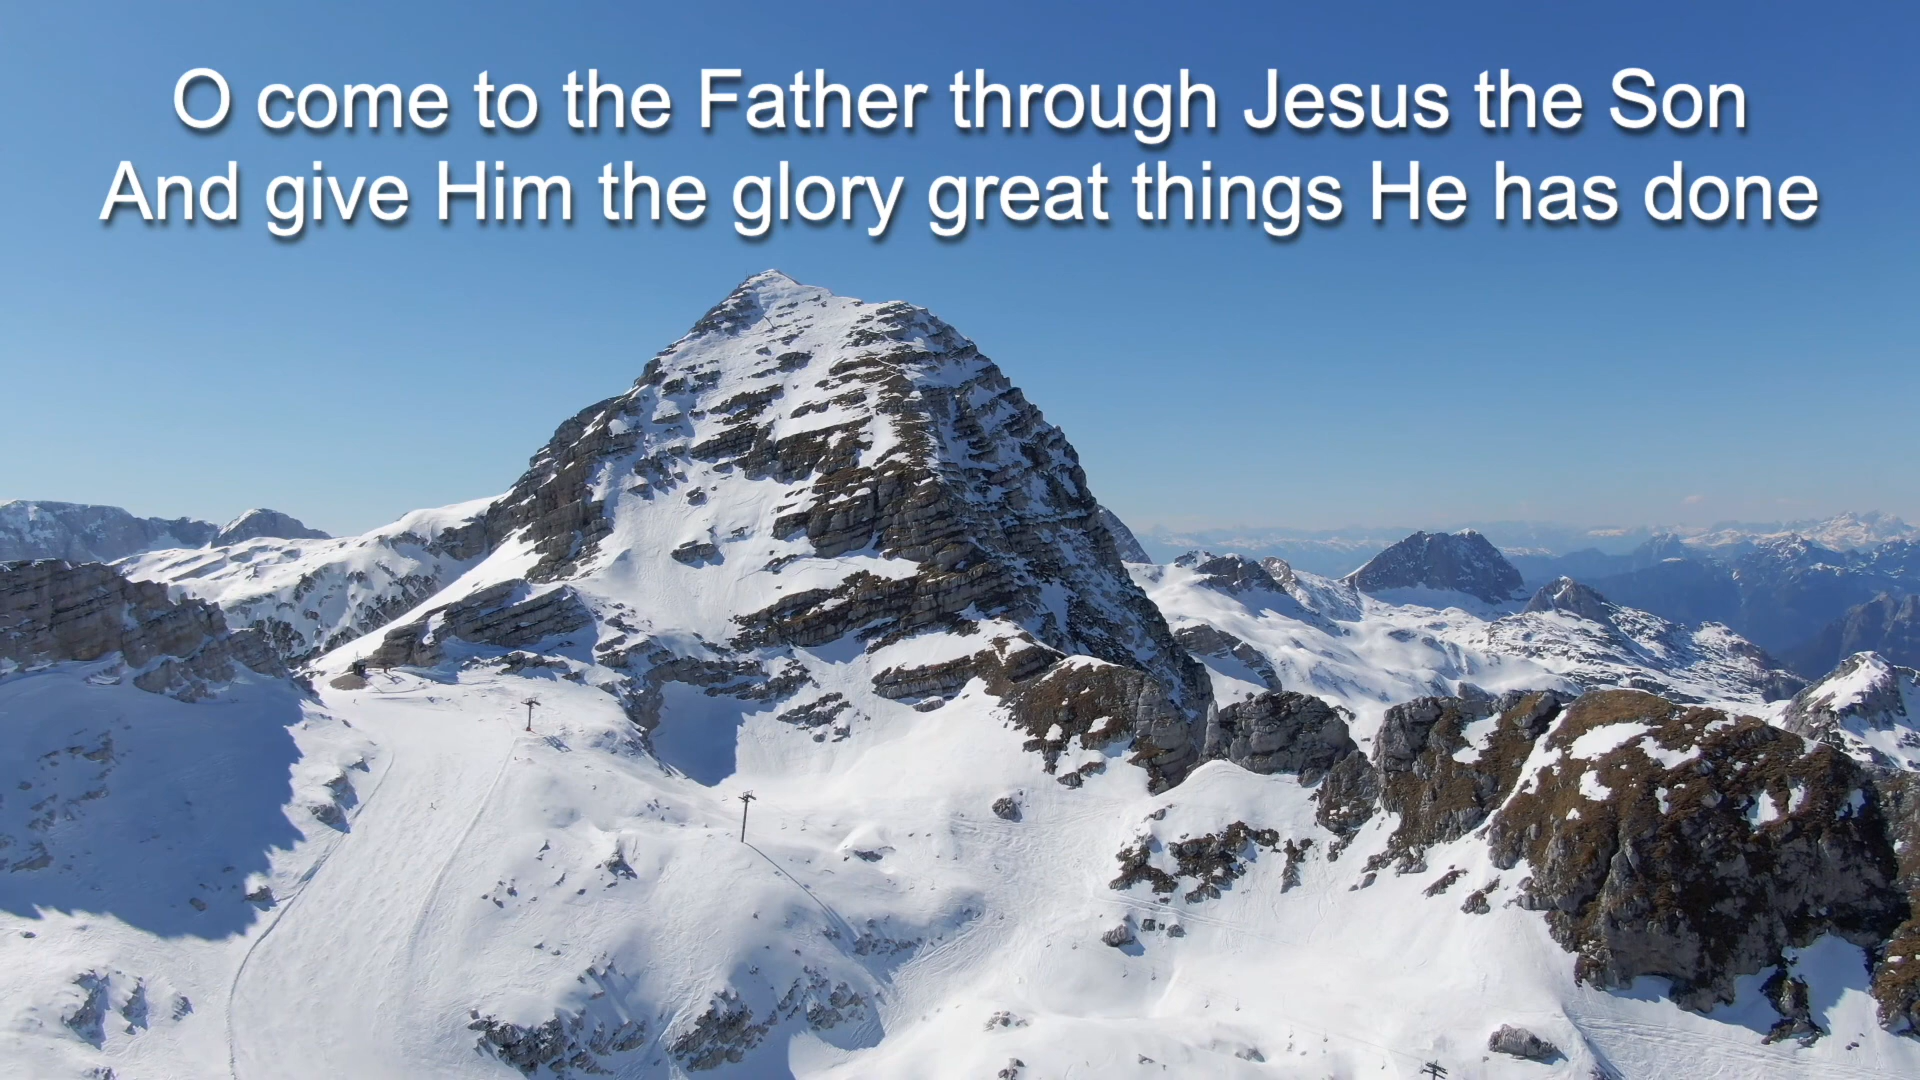 O come to the Father through Jesus the Son
And give Him the glory great things He has done